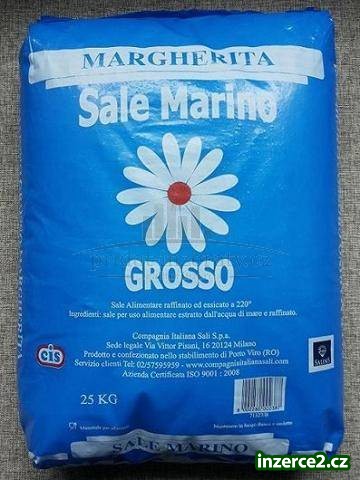 MARGHERITA
Sale Marino
GROSSO
Sale Alimentare raffinato ed essicato a 220°
Ingredienti: sale per uso alimentare estratto dall'acqua di mare e raffinato.
Compagnia Italiana Sali S.p.a.
Sede legale Via Vittor Pisani, 16 20124 Milano
Prodotto e confezionato nello stabilimento di Porto Viro (RO)
Servizio clienti Tel: 02/57595959 - www.compagniaitalianasali.com
Azienda Certificata ISO 9001 : 2008
cis
25 KG
SALE MARINO
inzerce2.cz